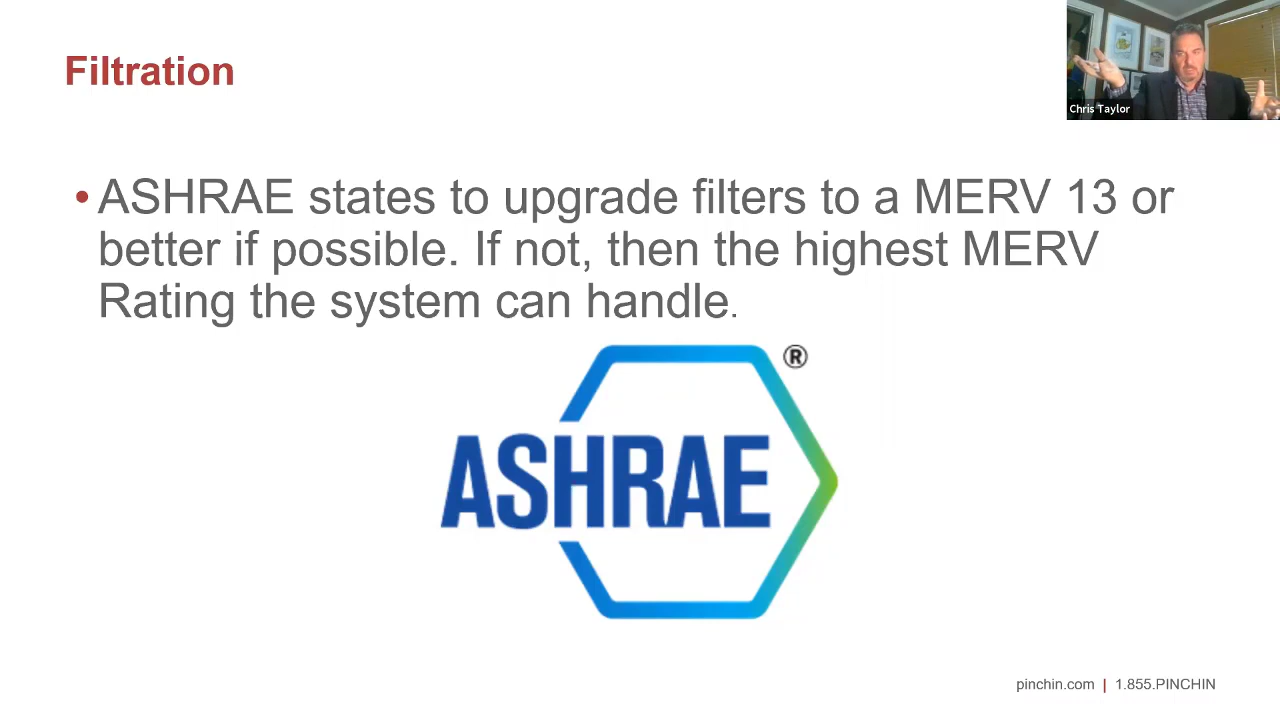 Filtration
Chris Taylor
• ASHRAE states to upgrade filters to a MERV 13 or
better if possible. If not, then the highest MERV
Rating the system can handle.
®
ASHRAE
pinchin.com | 1.855.PINCHIN